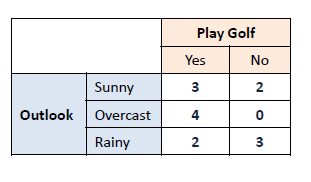 Play Golf
Yes No
Sunny 3 2
Outlook Overcast 4 0
Rainy 2 3